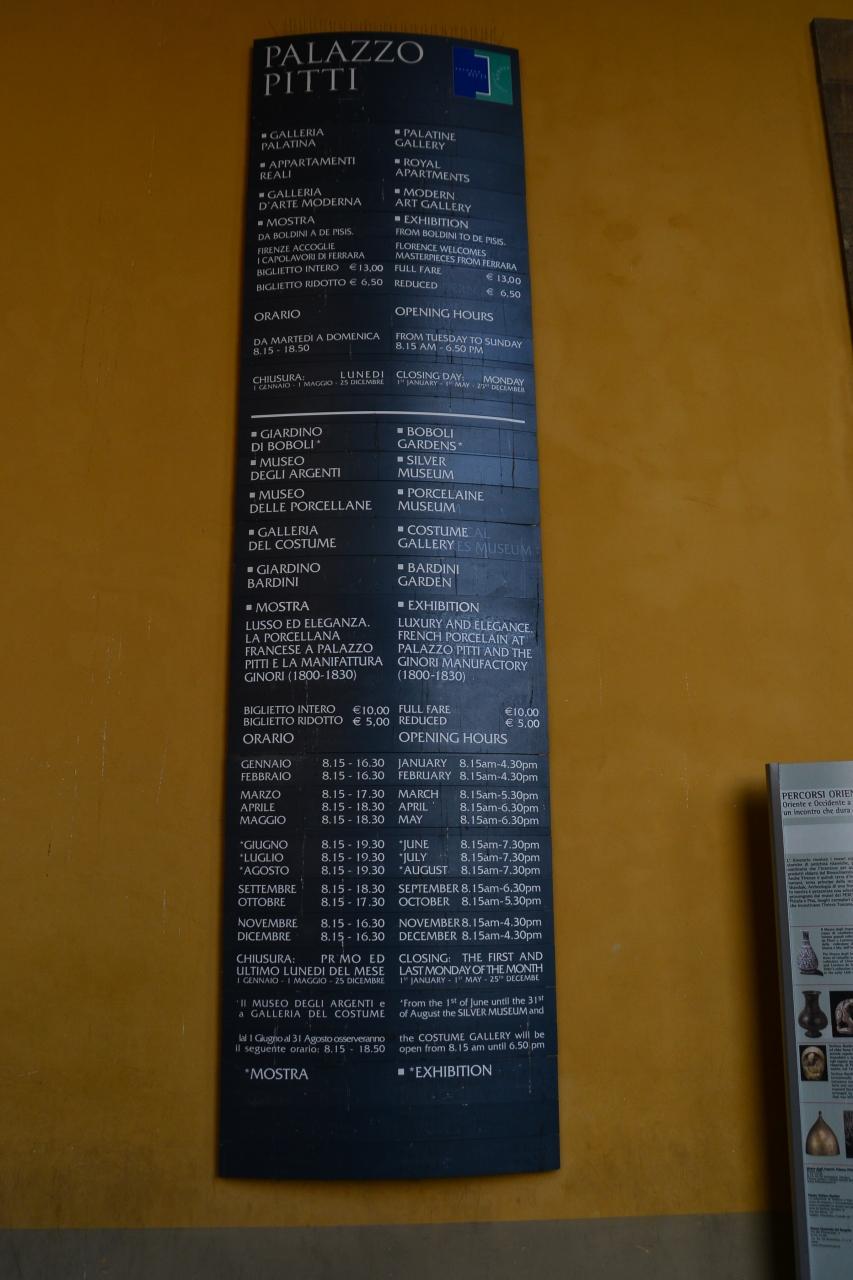 PALAZZO
PITTI
▪ GALLERIA
PALATINA
▪ APPARTAMENTI
REALI
▪ GALLERIA
D'ARTE MODERNA
▪ MOSTRA
DA BOLDINI A DE PISIS.
FIRENZE ACCOGLIE
I CAPOLAVORI DI FERRARA
BIGLIETTO INTERO € 13,00
BIGLIETTO RIDOTTO € 6,50
ORARIO
DA MARTEDÌ A DOMENICA
8.15 - 18.50
CHIUSURA: LUNEDI
1 GENNAIO - 1 MAGGIO - 25 DICEMBRE
▪ PALATINE
GALLERY
▪ ROYAL
APARTMENTS
▪ MODERN
ART GALLERY
▪ EXHIBITION
FROM BOLDINI TO DE PISIS.
FLORENCE WELCOMES
MASTERPIECES FROM FERRARA
FULL FARE € 13,00
REDUCED € 6,50
OPENING HOURS
FROM TUESDAY TO SUNDAY
8.15 AM - 6.50 PM
CLOSING DAY: MONDAY
1ST JANUARY - 1ST MAY - 25TH DECEMBER
▪ GIARDINO
DI BOBOLI*
▪ MUSEO
DEGLI ARGENTI
▪ MUSEO
DELLE PORCELLANE
▪ GALLERIA
DEL COSTUME
▪ GIARDINO
BARDINI
▪ MOSTRA
LUSSO ED ELEGANZA.
LA PORCELLANA
FRANCESE A PALAZZO
PITTI E LA MANIFATTURA
GINORI (1800-1830)
BIGLIETTO INTERO €10,00
BIGLIETTO RIDOTTO € 5,00
▪ BOBOLI
GARDENS*
▪ SILVER
MUSEUM
▪ PORCELAINE
MUSEUM
▪ COSTUME
GALLERY ES MUSEUM
▪ BARDINI
GARDEN
▪ EXHIBITION
LUXURY AND ELEGANCE.
FRENCH PORCELAIN AT
PALAZZO PITTI AND THE
GINORI MANUFACTORY
(1800-1830)
FULL FARE €10,00
REDUCED € 5,00
ORARIO
GENNAIO 8.15 - 16.30
FEBBRAIO 8.15 - 16.30
MARZO 8.15 - 17.30
APRILE 8.15 - 18.30
MAGGIO 8.15 - 18.30
*GIUGNO 8.15 - 19.30
*LUGLIO 8.15 - 19.30
*AGOSTO 8.15 - 19.30
SETTEMBRE 8.15 - 18.30
OTTOBRE 8.15 - 17.30
NOVEMBRE 8.15 - 16.30
DICEMBRE 8.15 - 16.30
CHIUSURA: PR MO ED
ULTIMO LUNEDI DEL MESE
1 GENNAIO - 1 MAGGIO - 25 DICEMBRE
*Il MUSEO DEGLI ARGENTI e
a GALLERIA DEL COSTUME
lal 1 Giugno al 31 Agosto osserveranno
il seguente orario: 8.15 - 18.50
*MOSTRA
OPENING HOURS
JANUARY 8.15am-4.30pm
FEBRUARY 8.15am-4.30pm
MARCH 8.15am-5.30pm
APRIL 8.15am-6.30pm
MAY 8.15am-6.30pm
*JUNE 8.15am-7.30pm
*JULY 8.15am-7.30pm
*AUGUST 8.15am-7.30pm
SEPTEMBER 8.15am-6.30pm
OCTOBER 8.15am-5.30pm
NOVEMBER 8.15am-4.30pm
DECEMBER 8.15am-4.30pm
CLOSING: THE FIRST AND
LAST MONDAY OF THE MONTH
1ST JANUARY - 1ST MAY - 25TH DECEMBE
*From the 1st of June until the 31st
of August the SILVER MUSEUM and
the COSTUME GALLERY will be
open from 8.15 am until 6.50 pm
▪ *EXHIBITION
PERCORSI ORIEN
Oriente e Occidente a
un incontro che dura